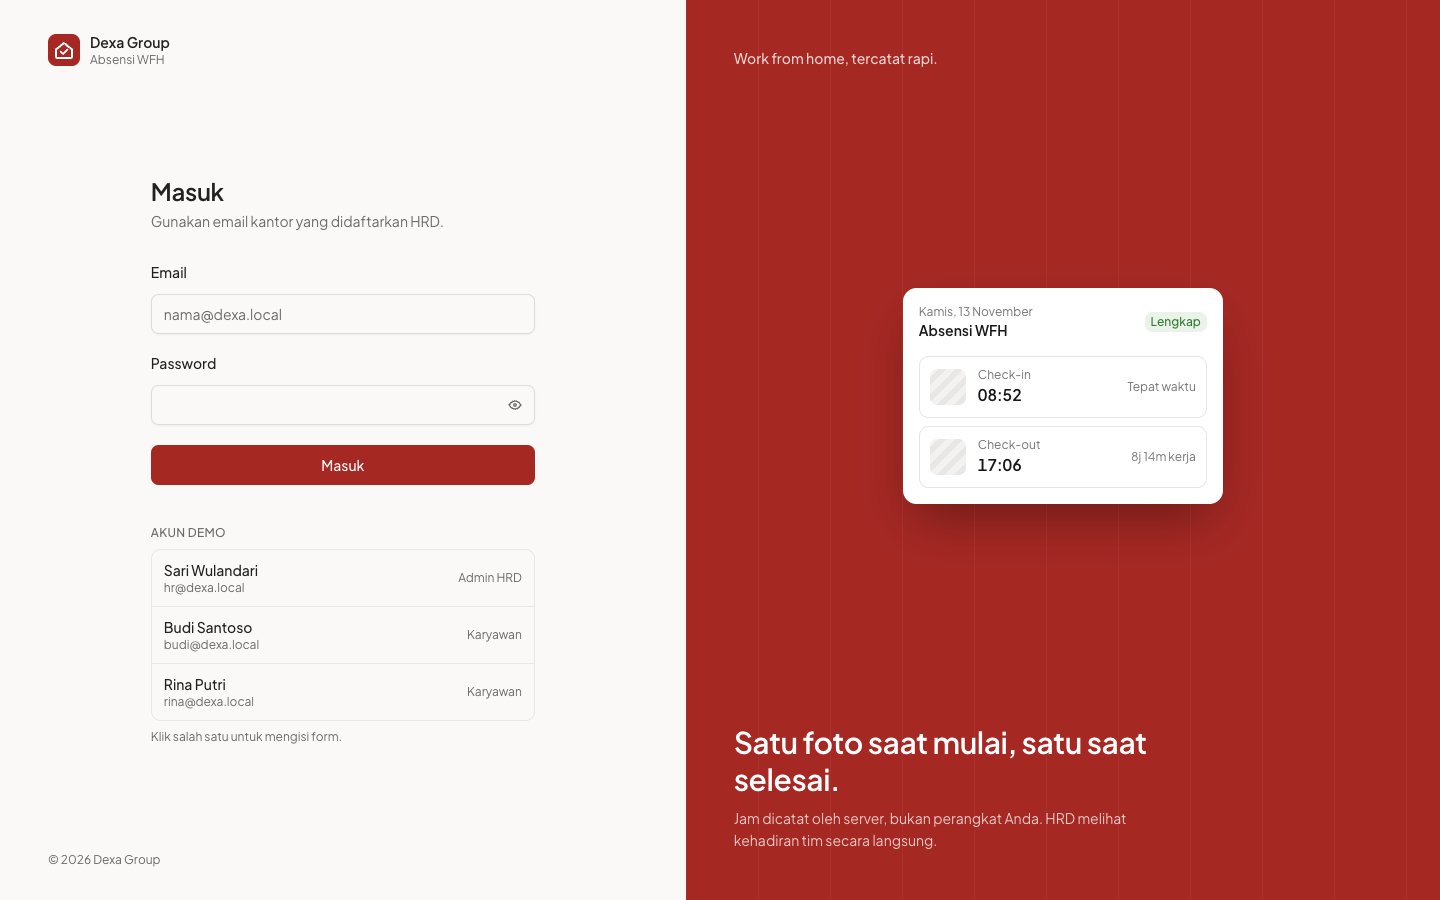 Dexa Group
Absensi WFH
Masuk
Gunakan email kantor yang didaftarkan HRD.
Email
nama@dexa.local
Password
Masuk
AKUN DEMO
Sari Wulandari
hr@dexa.local
Admin HRD
Budi Santoso
budi@dexa.local
Karyawan
Rina Putri
rina@dexa.local
Karyawan
Klik salah satu untuk mengisi form.
© 2026 Dexa Group
Work from home, tercatat rapi.
Kamis, 13 November
Absensi WFH
Lengkap
Check-in
08:52
Tepat waktu
Check-out
17:06
8j 14m kerja
Satu foto saat mulai, satu saat
selesai.
Jam dicatat oleh server, bukan perangkat Anda. HRD melihat
kehadiran tim secara langsung.